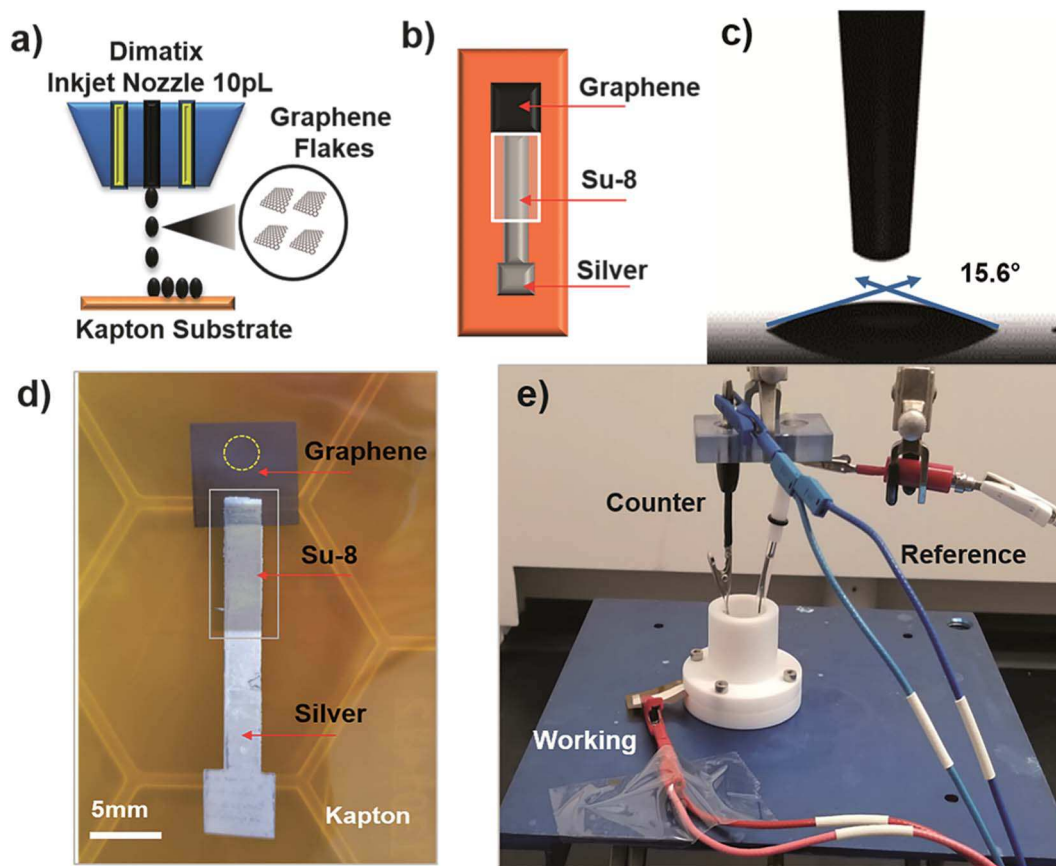 a)
Dimatix
Inkjet Nozzle 10pL
Graphene
Flakes
Kapton Substrate
b)
Graphene
Su-8
Silver
c)
15.6°
d)
Graphene
Su-8
Silver
5mm
Kapton
e)
Counter
Reference
Working